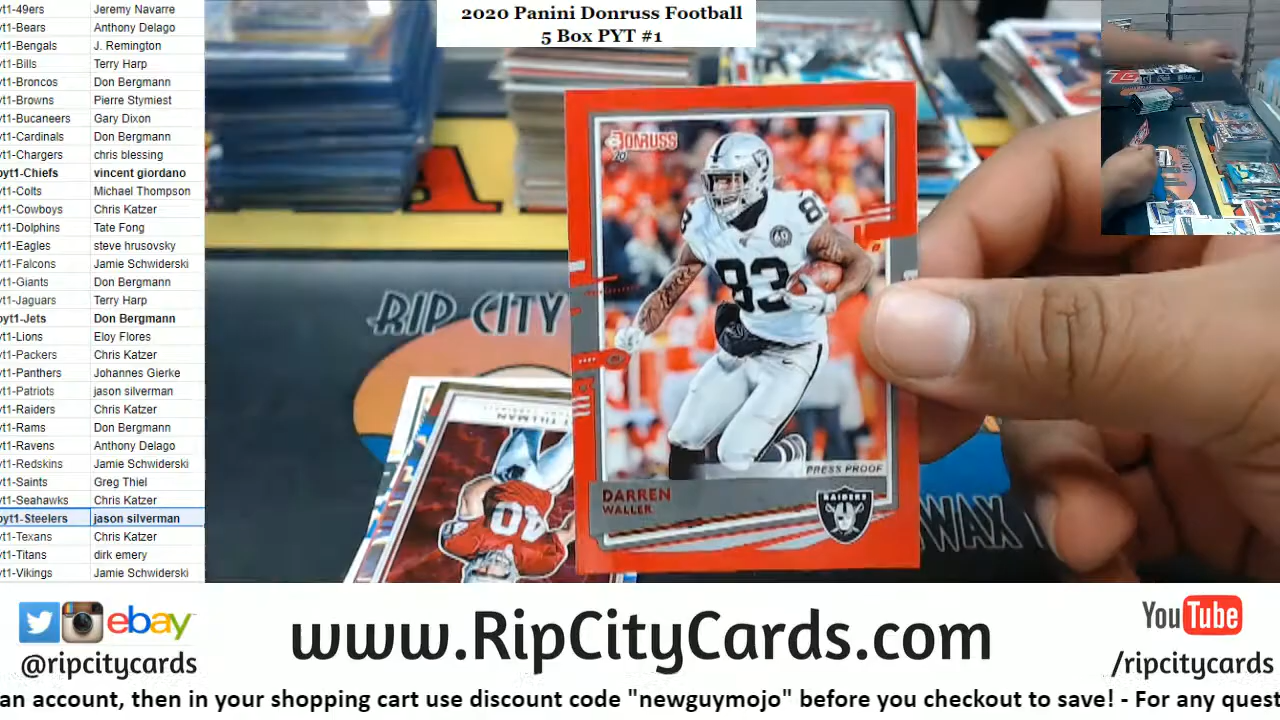 yt1-49ers Jeremy Navarre
yt1-Bears Anthony Delago
yt1-Bengals J. Remington
yt1-Bills Terry Harp
yt1-Broncos Don Bergmann
yt1-Browns Pierre Stymiest
yt1-Bucaneers Gary Dixon
yt1-Cardinals Don Bergmann
yt1-Chargers chris blessing
oyt1-Chiefs vincent giordano
yt1-Colts Michael Thompson
yt1-Cowboys Chris Katzer
yt1-Dolphins Tate Fong
yt1-Eagles steve hrusovsky
yt1-Falcons Jamie Schwiderski
yt1-Giants Don Bergmann
yt1-Jaguars Terry Harp
oyt1-Jets Don Bergmann
yt1-Lions Eloy Flores
yt1-Packers Chris Katzer
yt1-Panthers Johannes Gierke
yt1-Patriots jason silverman
yt1-Raiders Chris Katzer
yt1-Rams Don Bergmann
yt1-Ravens Anthony Delago
yt1-Redskins Jamie Schwiderski
yt1-Saints Greg Thiel
yt1-Seahawks Chris Katzer
oyt1-Steelers jason silverman
yt1-Texans Chris Katzer
yt1-Titans dirk emery
yt1-Vikings Jamie Schwiderski
2020 Panini Donruss Football
5 Box PYT #1
DONRUSS
20
83
PRESS PROOF
DARREN
WALLER
RAIDERS
RIP CITY
WAX
TILLMAN
40
ebay
@ripcitycards
www.RipCityCards.com
YouTube
/ripcitycards
an account, then in your shopping cart use discount code "newguymojo" before you checkout to save! - For any quest